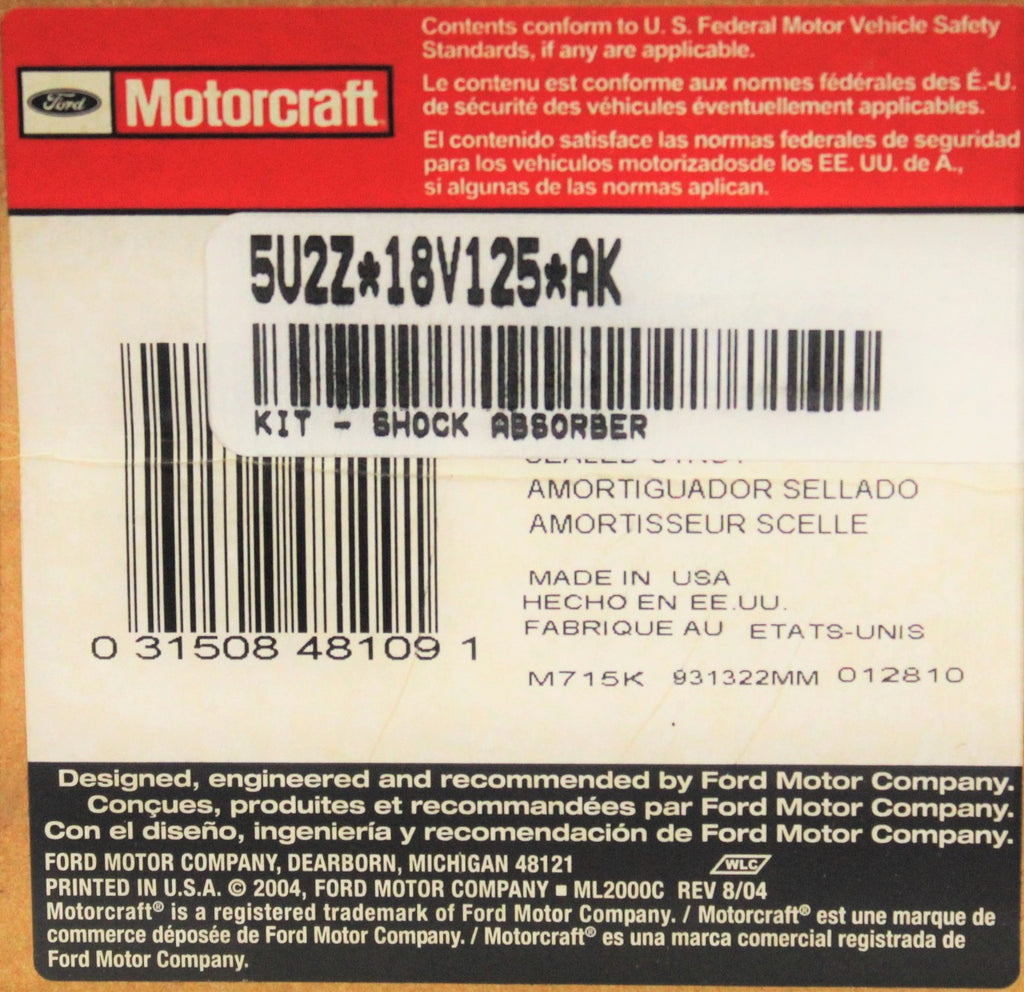 Contents conform to U. S. Federal Motor Vehicle Safety
Standards, if any are applicable.
Ford
Motorcraft
Le contenu est conforme aux normes fédérales des É.-U.
de sécurité des véhicules éventuellement applicables.
El contenido satisface las normas federales de seguridad
para los vehículos motorizadosde los EE. UU. de A.,
si algunas de las normas aplican.
5U2Z*18V125*AK
KIT - SHOCK ABSORBER
AMORTIGUADOR SELLADO
AMORTISSEUR SCELLE
MADE IN USA
HECHO EN EE.UU.
FABRIQUE AU ETATS-UNIS
0 31508 48109 1
M715K 931322MM 012810
Designed, engineered and recommended by Ford Motor Company.
Conçues, produites et recommandées par Ford Motor Company.
Con el diseño, ingeniería y recomendación de Ford Motor Company.
FORD MOTOR COMPANY, DEARBORN, MICHIGAN 48121
WLC
PRINTED IN U.S.A. © 2004, FORD MOTOR COMPANY ■ ML2000C REV 8/04
Motorcraft® is a registered trademark of Ford Motor Company. / Motorcraft® est une marque de
commerce déposée de Ford Motor Company. / Motorcraft® es una marca comercial registrada de
Ford Motor Company.